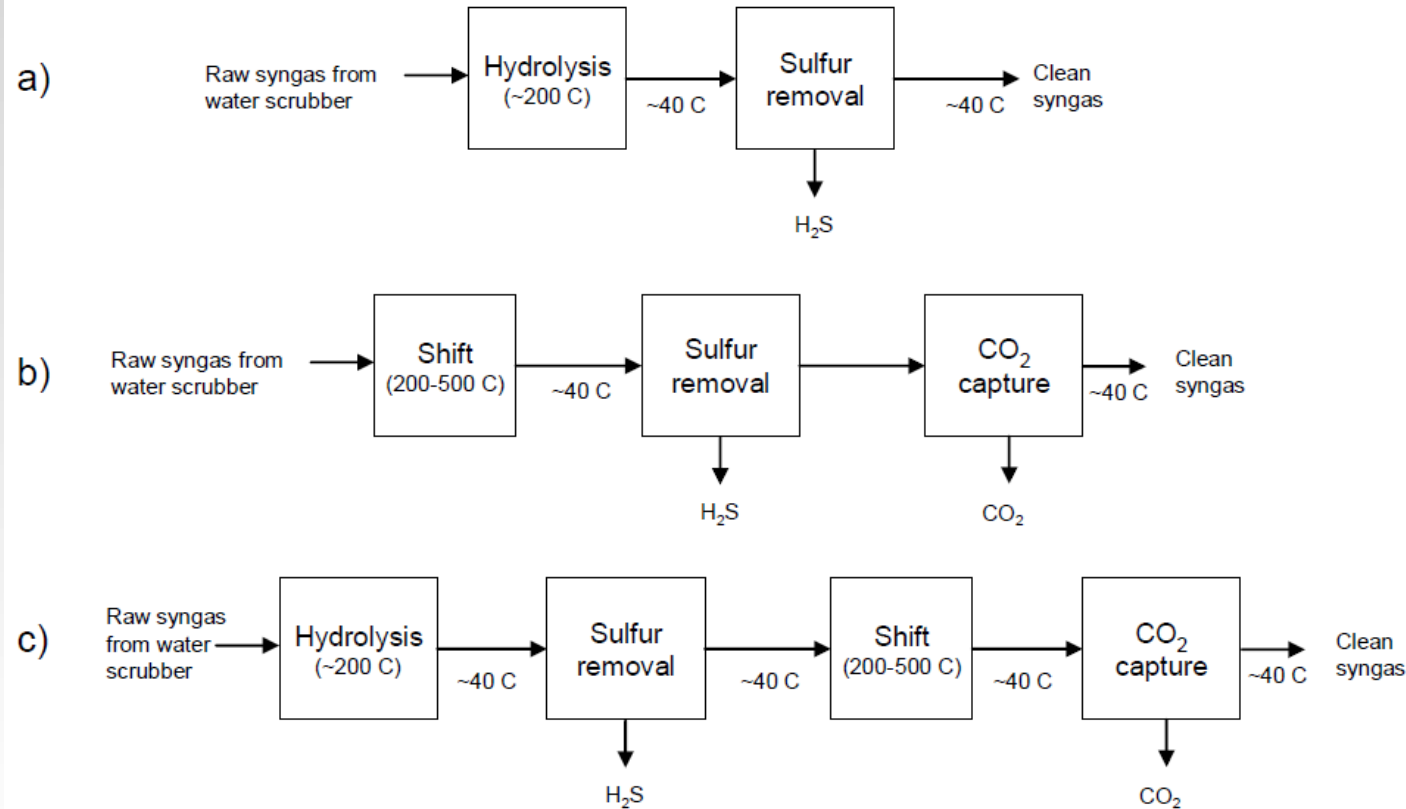 a)
Raw syngas from
water scrubber
Hydrolysis
(~200 C)
~40 C
Sulfur
removal
~40 C
Clean
syngas
H₂S
b)
Raw syngas from
water scrubber
Shift
(200-500 C)
~40 C
Sulfur
removal
CO₂
capture
~40 C
Clean
syngas
H₂S
CO₂
c)
Raw syngas
from water
scrubber
Hydrolysis
(~200 C)
~40 C
Sulfur
removal
~40 C
Shift
(200-500 C)
~40 C
CO₂
capture
~40 C
Clean
syngas
H₂S
CO₂